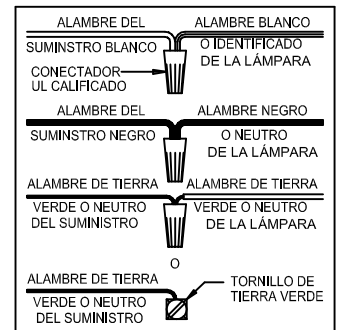 ALAMBRE DEL
SUMINSTRO BLANCO
ALAMBRE BLANCO
O IDENTIFICADO
DE LA LÁMPARA
CONECTADOR
UL CALIFICADO
ALAMBRE DEL
SUMINSTRO NEGRO
ALAMBRE NEGRO
O NEUTRO
DE LA LÁMPARA
ALAMBRE DE TIERRA
VERDE O NEUTRO
DEL SUMINISTRO
ALAMBRE DE TIERRA
VERDE O NEUTRO
DE LA LÁMPARA
O
ALAMBRE DE TIERRA
VERDE O NEUTRO
DEL SUMINISTRO
TORNILLO DE
TIERRA VERDE